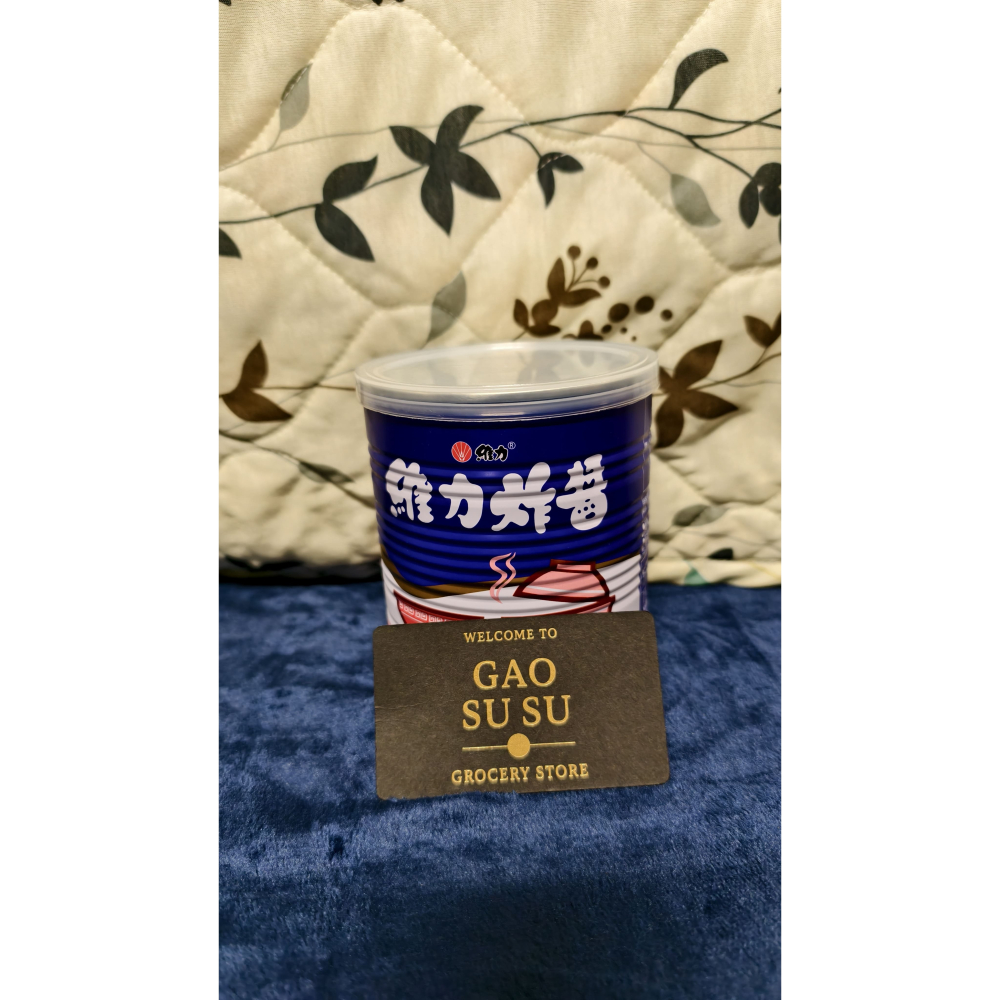 維力®
維力炸醬
WELCOME TO
GAO
SU SU
GROCERY STORE